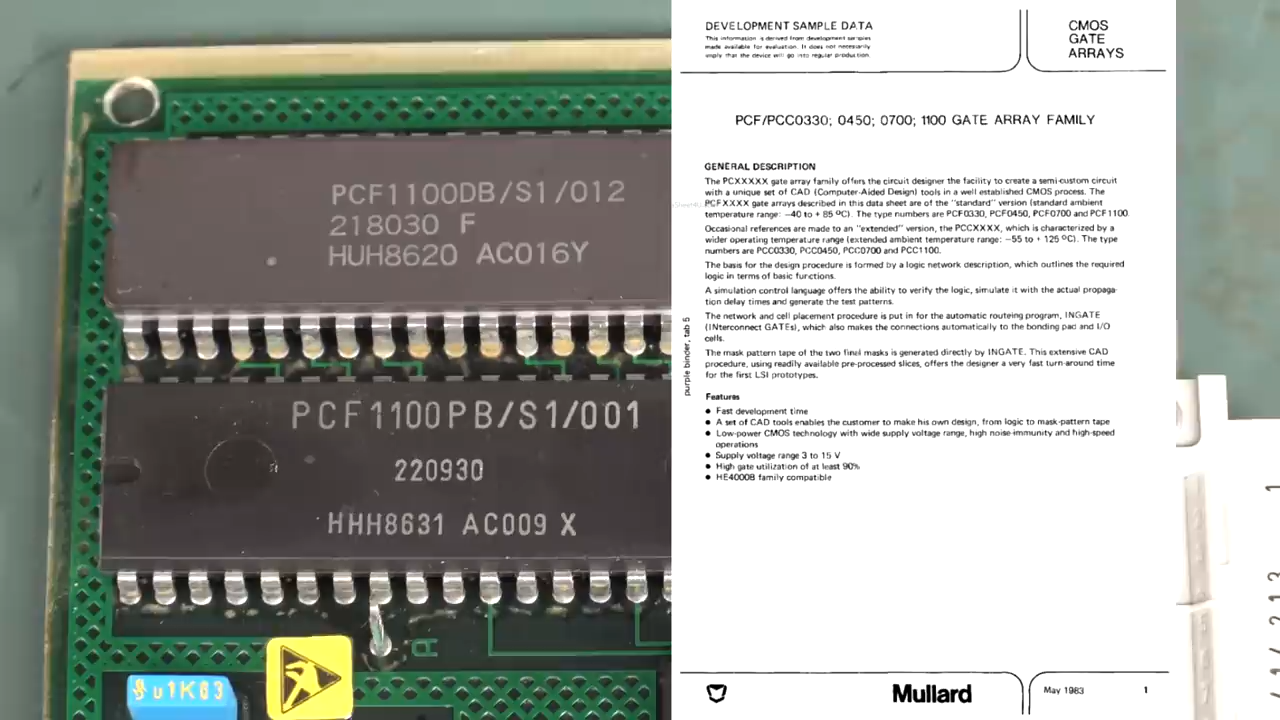 PCF1100DB/S1/012
218030 F
HUH8620 AC016Y
PCF1100PB/S1/001
220930
HHH8631 AC009 X
A
u1K63
DEVELOPMENT SAMPLE DATA
This information is derived from development samples
made available for evaluation. It does not necessarily
imply that the device will go into regular production.
CMOS
GATE
ARRAYS
PCF/PCC0330; 0450; 0700; 1100 GATE ARRAY FAMILY
GENERAL DESCRIPTION
The PCXXXXX gate array family offers the circuit designer the facility to create a semi-custom circuit
with a unique set of CAD (Computer-Aided Design) tools in a well established CMOS process. The
PCFXXXX gate arrays described in this data sheet are of the "standard" version (standard ambient
temperature range: −40 to + 85 ºC). The type numbers are PCF0330, PCF0450, PCF0700 and PCF1100.
Occasional references are made to an "extended" version, the PCCXXXX, which is characterized by a
wider operating temperature range (extended ambient temperature range: −55 to + 125 ºC). The type
numbers are PCC0330, PCC0450, PCC0700 and PCC1100.
The basis for the design procedure is formed by a logic network description, which outlines the required
logic in terms of basic functions.
A simulation control language offers the ability to verify the logic, simulate it with the actual propaga-
tion delay times and generate the test patterns.
The network and cell placement procedure is put in for the automatic routeing program, INGATE
(INterconnect GATEs), which also makes the connections automatically to the bonding pad and I/O
cells.
The mask pattern tape of the two final masks is generated directly by INGATE. This extensive CAD
procedure, using readily available pre-processed slices, offers the designer a very fast turn-around time
for the first LSI prototypes.
Features
● Fast development time
● A set of CAD tools enables the customer to make his own design, from logic to mask-pattern tape
● Low-power CMOS technology with wide supply voltage range, high noise-immunity and high-speed
operations
● Supply voltage range 3 to 15 V
● High gate utilization of at least 90%
● HE4000B family compatible
purple binder, tab 5
Mullard
May 1983
1
1